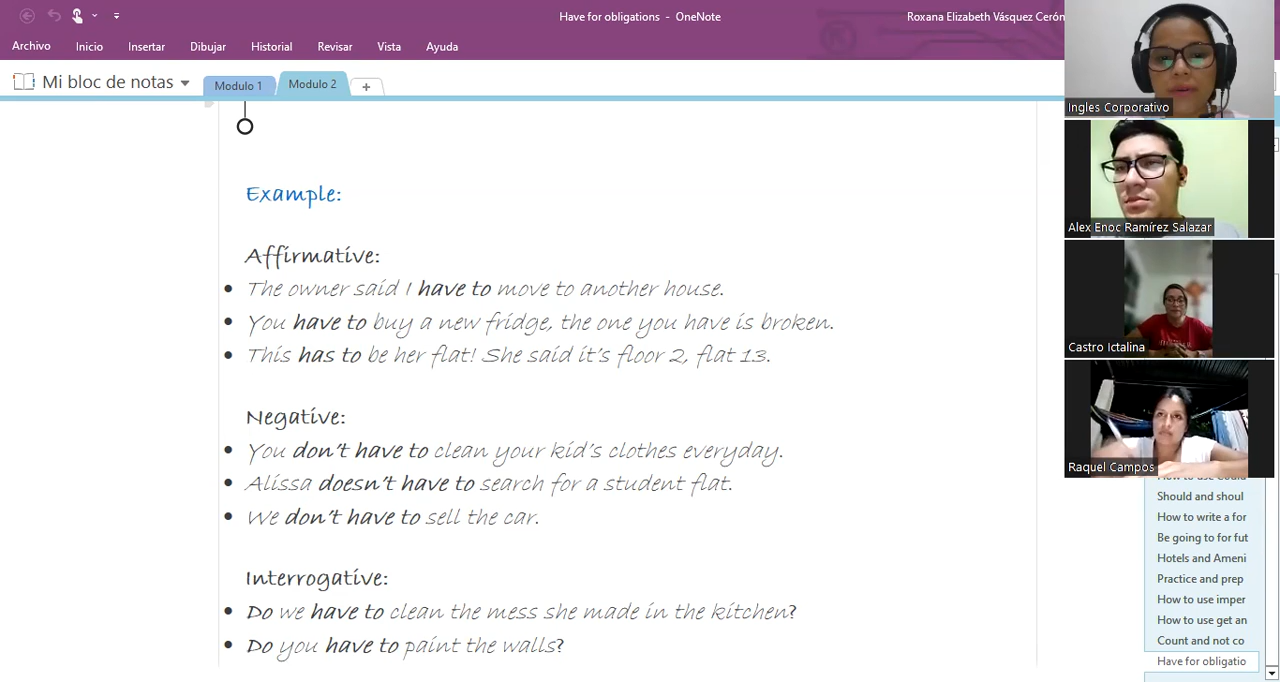 Have for obligations - OneNote
Roxana Elizabeth Vásquez Cerón
Archivo Inicio Insertar Dibujar Historial Revisar Vista Ayuda
Mi bloc de notas Modulo 1 Modulo 2
Example:
Affirmative:
The owner said I have to move to another house.
You have to buy a new fridge, the one you have is broken.
This has to be her flat! She said it's floor 2, flat 13.
Negative:
You don't have to clean your kid's clothes everyday.
Alissa doesn't have to search for a student flat.
We don't have to sell the car.
Interrogative:
Do we have to clean the mess she made in the kitchen?
Do you have to paint the walls?
Ingles Corporativo
Alex Enoc Ramírez Salazar
Castro Ictalina
Raquel Campos
How to use Could
Should and shoul
How to write a for
Be going to for fut
Hotels and Ameni
Practice and prep
How to use imper
How to use get an
Count and not co
Have for obligatio